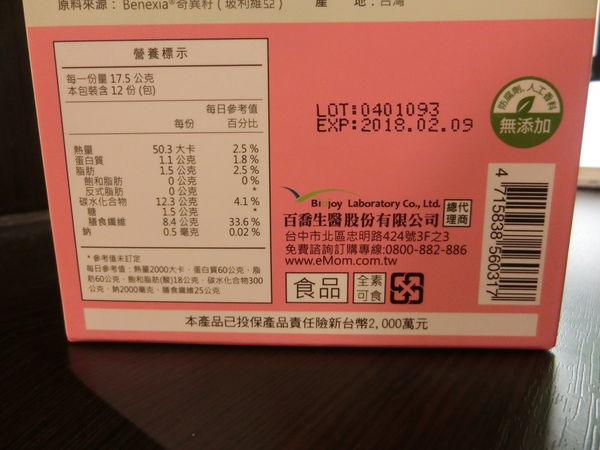 原料來源：Benexia®奇異籽（玻利維亞）
產　地：台灣
營養標示
每一份量 17.5 公克
本包裝含 12 份 (包)
每日參考值
每份 百分比
熱量 50.3 大卡 2.5 %
蛋白質 1.1 公克 1.8 %
脂肪 1.5 公克 2.5 %
飽和脂肪 0 公克 0 %
反式脂肪 0 公克 *
碳水化合物 12.3 公克 4.1 %
糖 1.5 公克 *
膳食纖維 8.4 公克 33.6 %
鈉 0.5 毫克 0.02 %
* 參考值未訂定
每日參考值：熱量2000大卡、蛋白質60公克、脂
肪60公克、飽和脂肪(酸)18公克、碳水化合物300
公克、鈉2000毫克、膳食纖維25公克
LOT:0401093
EXP:2018.02.09
防腐劑、人工香料
無添加
Biojoy Laboratory Co., Ltd.
百喬生醫股份有限公司
總代理商
台中市北區忠明路424號3F之3
免費諮詢訂購專線:0800-882-886
www.eMom.com.tw
食品
全素
可食
4 715838 560317
本產品已投保產品責任險新台幣2,000萬元